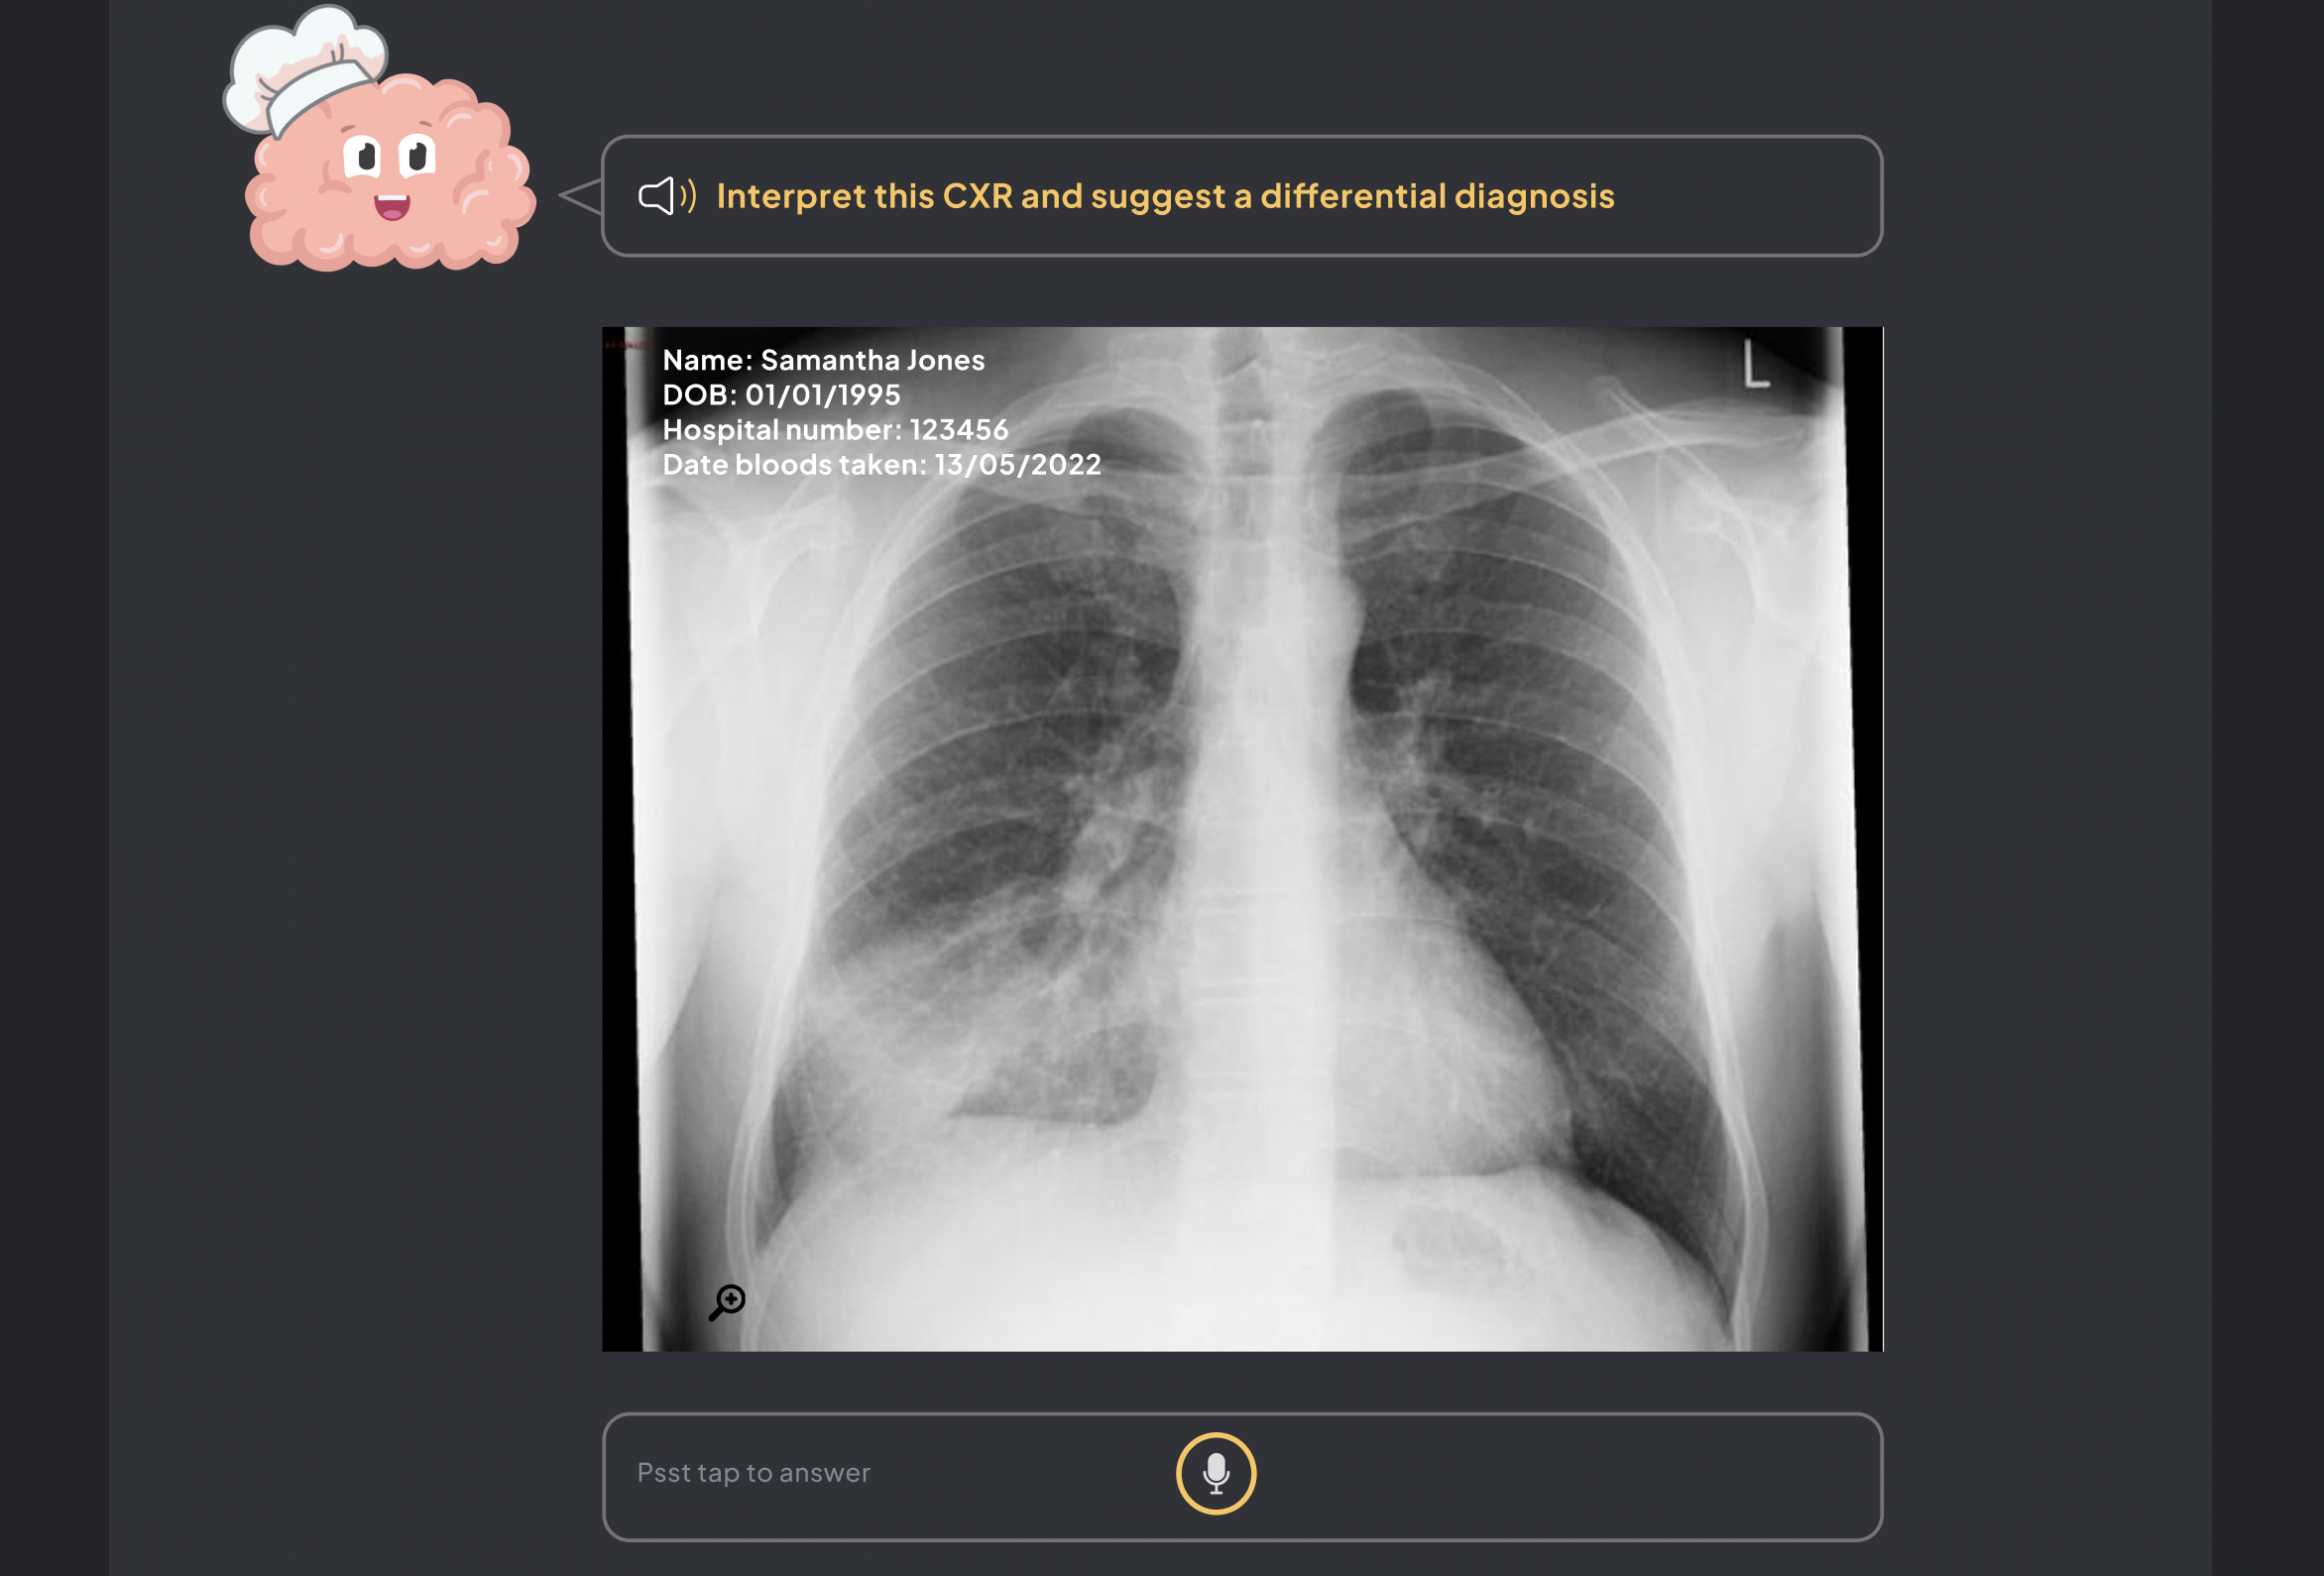 Interpret this CXR and suggest a differential diagnosis
Name: Samantha Jones
L
DOB: 01/01/1995
Hospital number: 123456
Date bloods taken: 13/05/2022
Psst tap to answer